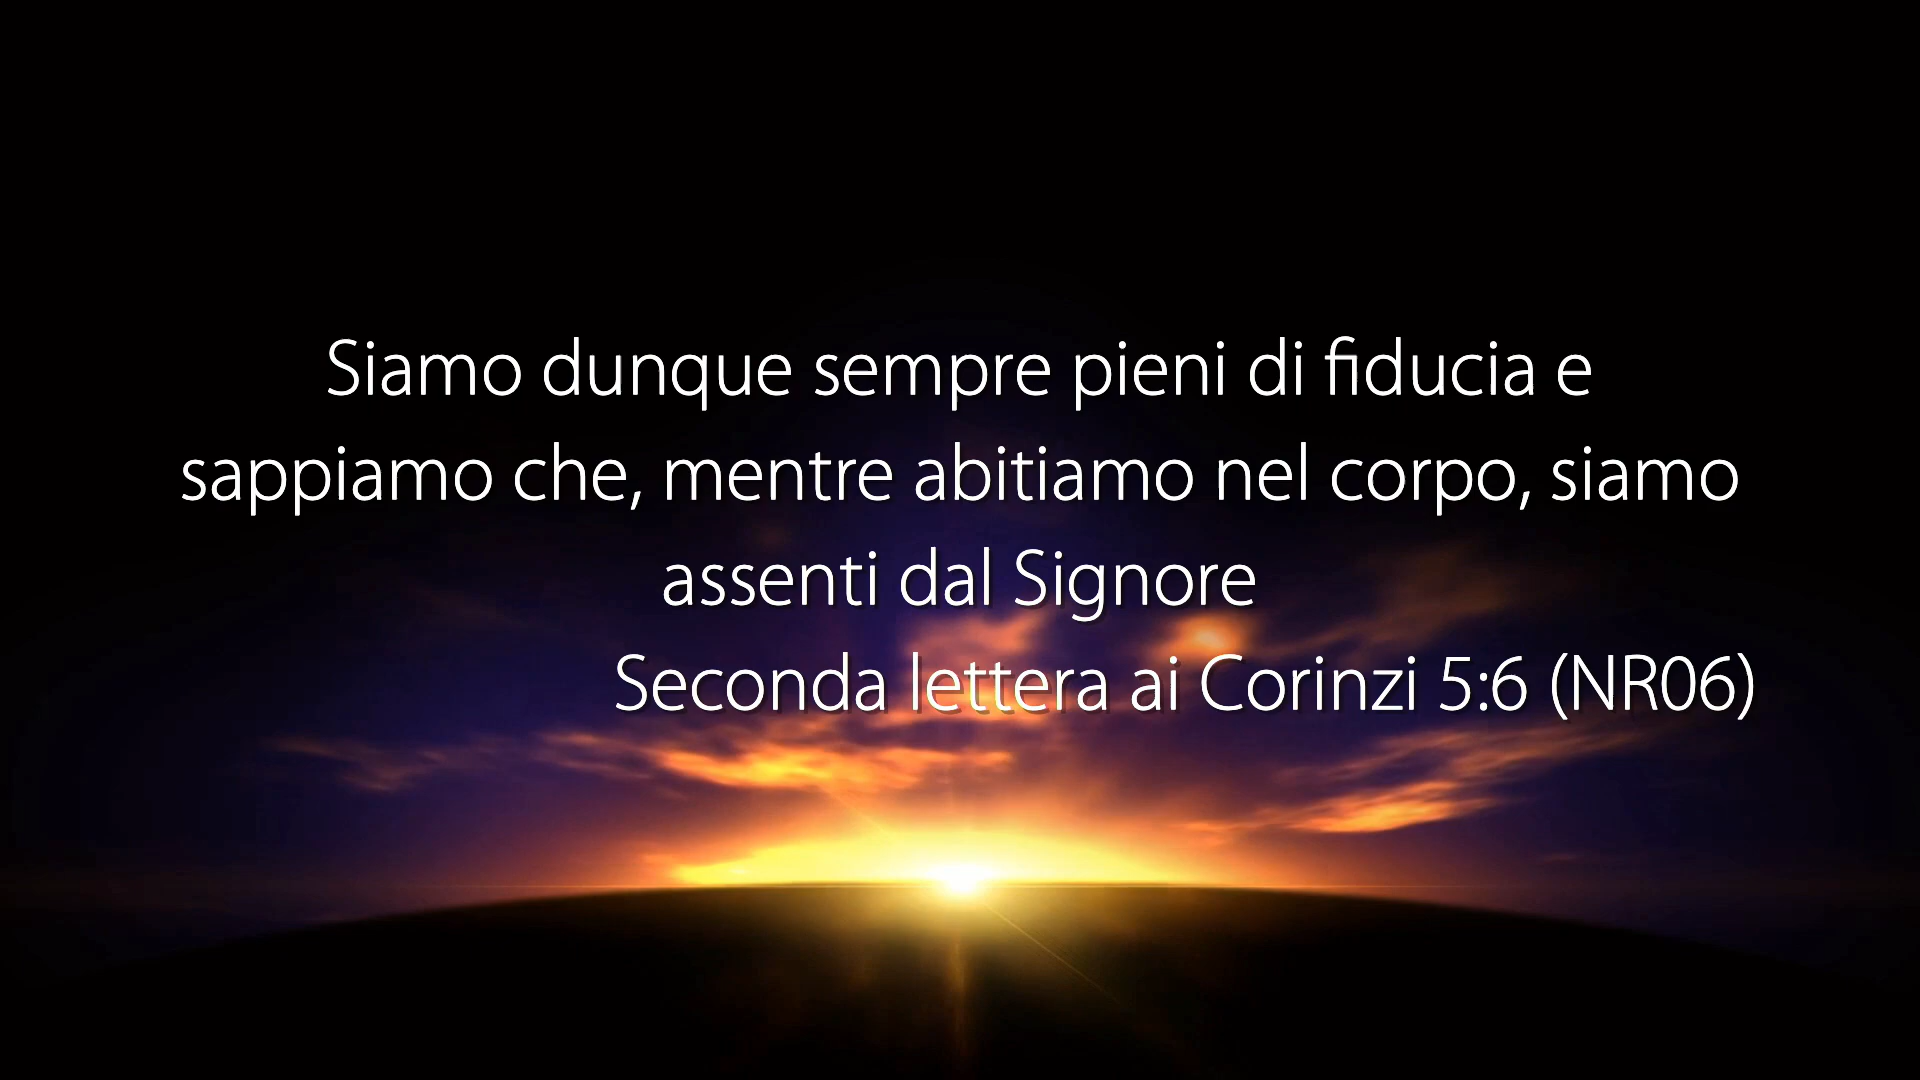 Siamo dunque sempre pieni di fiducia e
sappiamo che, mentre abitiamo nel corpo, siamo
assenti dal Signore
Seconda lettera ai Corinzi 5:6 (NR06)